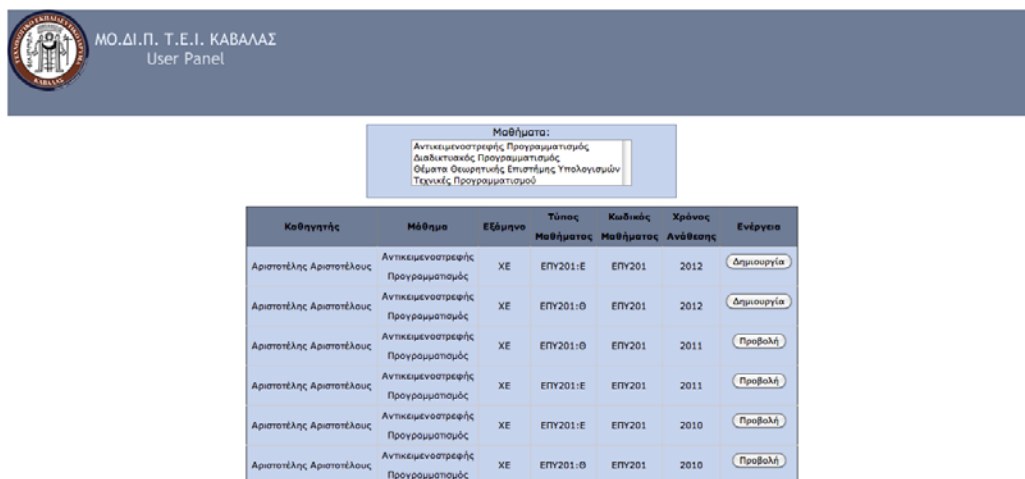 ΜΟ.ΔΙ.Π. Τ.Ε.Ι. ΚΑΒΑΛΑΣ
User Panel
ΚΑΒΑΛΑΣ
Μαθήματα:
Αντικειμενοστρεφής Προγραμματισμός
Διαδικτυακός Προγραμματισμός
Θέματα Θεωρητικής Επιστήμης Υπολογισμών
Τεχνικές Προγραμματισμού
Καθηγητής Μάθημα Εξάμηνο Τύπος Μαθήματος Κωδικός Μαθήματος Χρόνος Ανάθεσης Ενέργεια
Αριστοτέλης Αριστοτέλους Αντικειμενοστρεφής Προγραμματισμός ΧΕ ΕΠΥ201:Ε ΕΠΥ201 2012 Δημιουργία
Αριστοτέλης Αριστοτέλους Αντικειμενοστρεφής Προγραμματισμός ΧΕ ΕΠΥ201:Θ ΕΠΥ201 2012 Δημιουργία
Αριστοτέλης Αριστοτέλους Αντικειμενοστρεφής Προγραμματισμός ΧΕ ΕΠΥ201:Θ ΕΠΥ201 2011 Προβολή
Αριστοτέλης Αριστοτέλους Αντικειμενοστρεφής Προγραμματισμός ΧΕ ΕΠΥ201:Ε ΕΠΥ201 2011 Προβολή
Αριστοτέλης Αριστοτέλους Αντικειμενοστρεφής Προγραμματισμός ΧΕ ΕΠΥ201:Ε ΕΠΥ201 2010 Προβολή
Αριστοτέλης Αριστοτέλους Αντικειμενοστρεφής Προγραμματισμός ΧΕ ΕΠΥ201:Θ ΕΠΥ201 2010 Προβολή